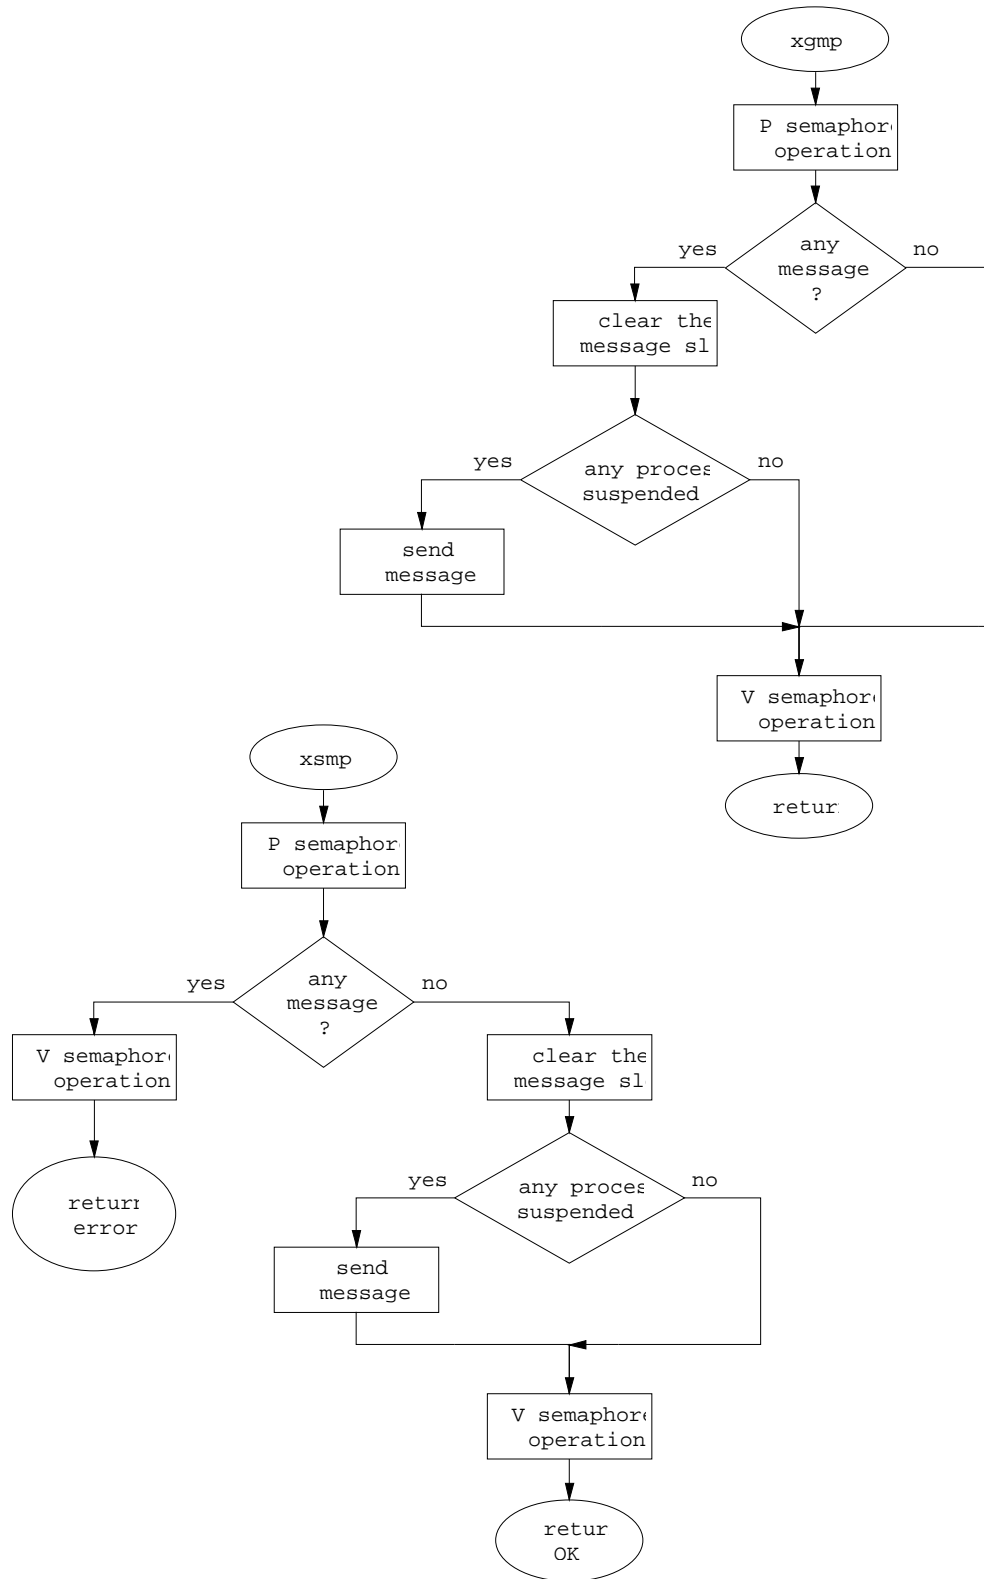 xgmp
P semaphor
operation
any
message
?
yes
no
clear the
message sl
any proces
suspended
yes
no
send
message
V semaphor
operation
retur
xsmp
P semaphor
operation
any
message
?
yes
no
V semaphor
operation
return
error
clear the
message sl
any proces
suspended
yes
no
send
message
V semaphore
operation
retur
OK